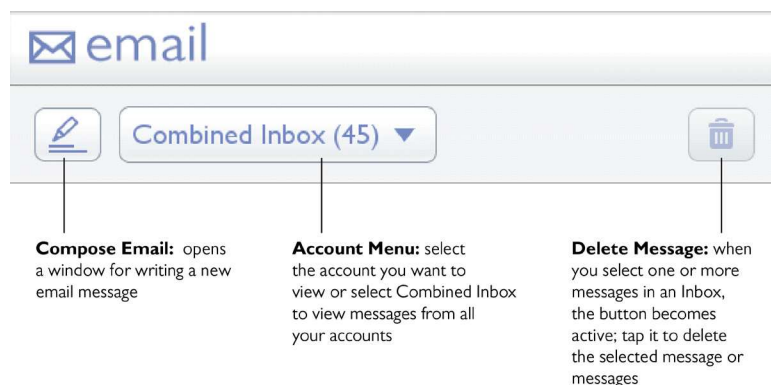 email
Combined Inbox (45)
Compose Email: opens
a window for writing a new
email message
Account Menu: select
the account you want to
view or select Combined Inbox
to view messages from all
your accounts
Delete Message: when
you select one or more
messages in an Inbox,
the button becomes
active; tap it to delete
the selected message or
messages